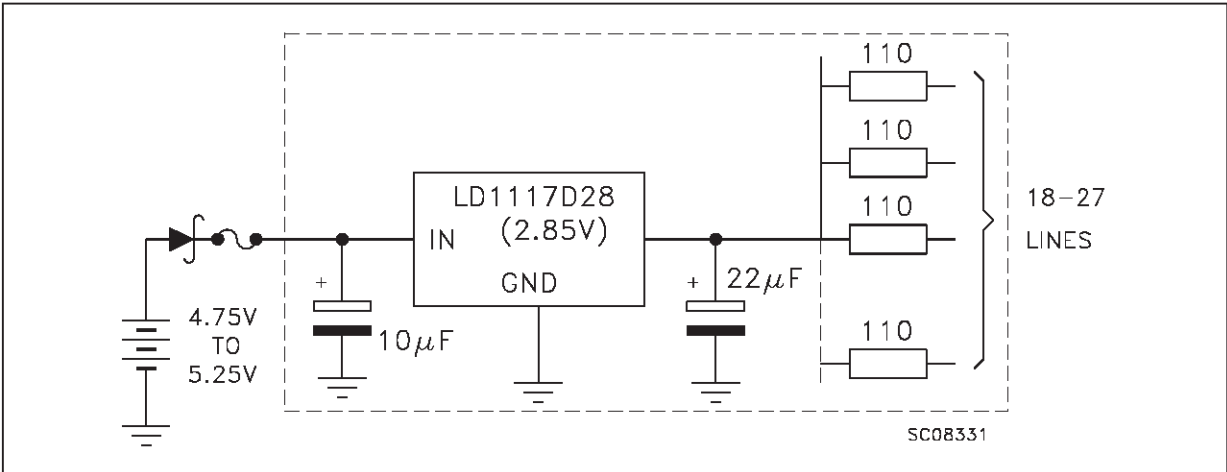 110
110
110
110
18-27
LINES
LD1117D28
(2.85V)
IN
GND
+
10μF
+
22μF
4.75V
TO
5.25V
SC08331